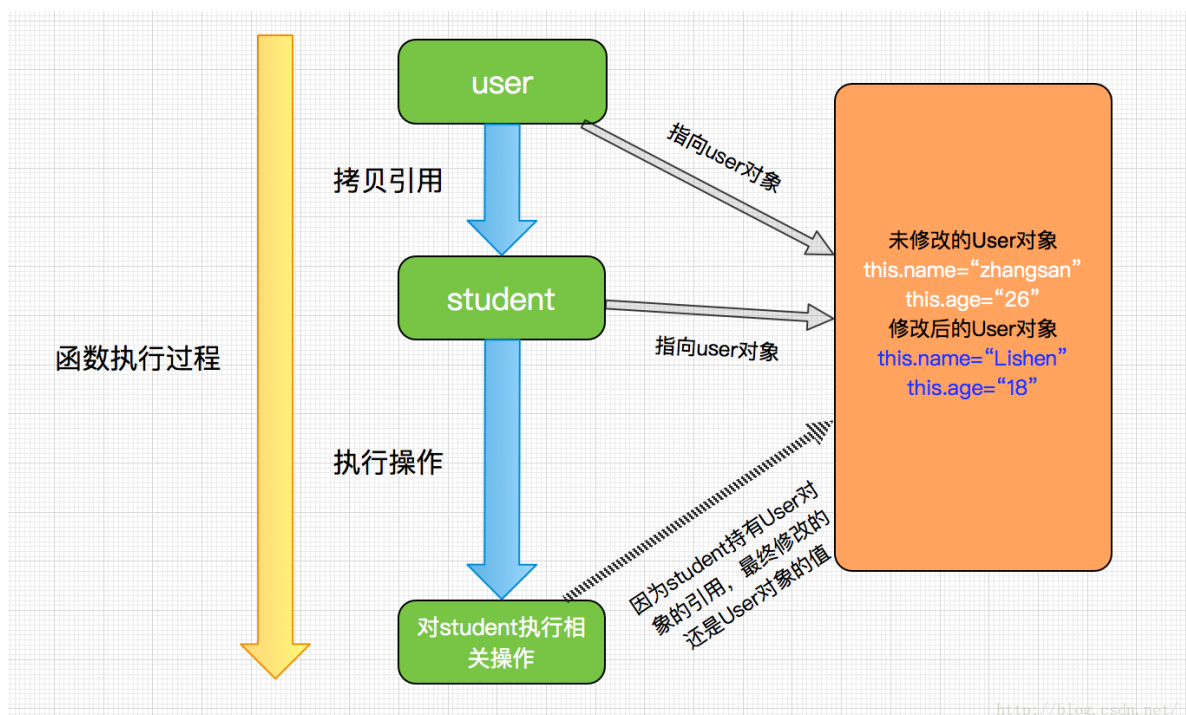 user
指向user对象
拷贝引用
未修改的User对象
this.name=“zhangsan”
this.age=“26”
修改后的User对象
this.name=“Lishen”
this.age=“18”
student
指向user对象
函数执行过程
执行操作
因为student持有User对
象的引用，最终修改的
还是User对象的值
对student执行相
关操作
http://blog.csdn.net/